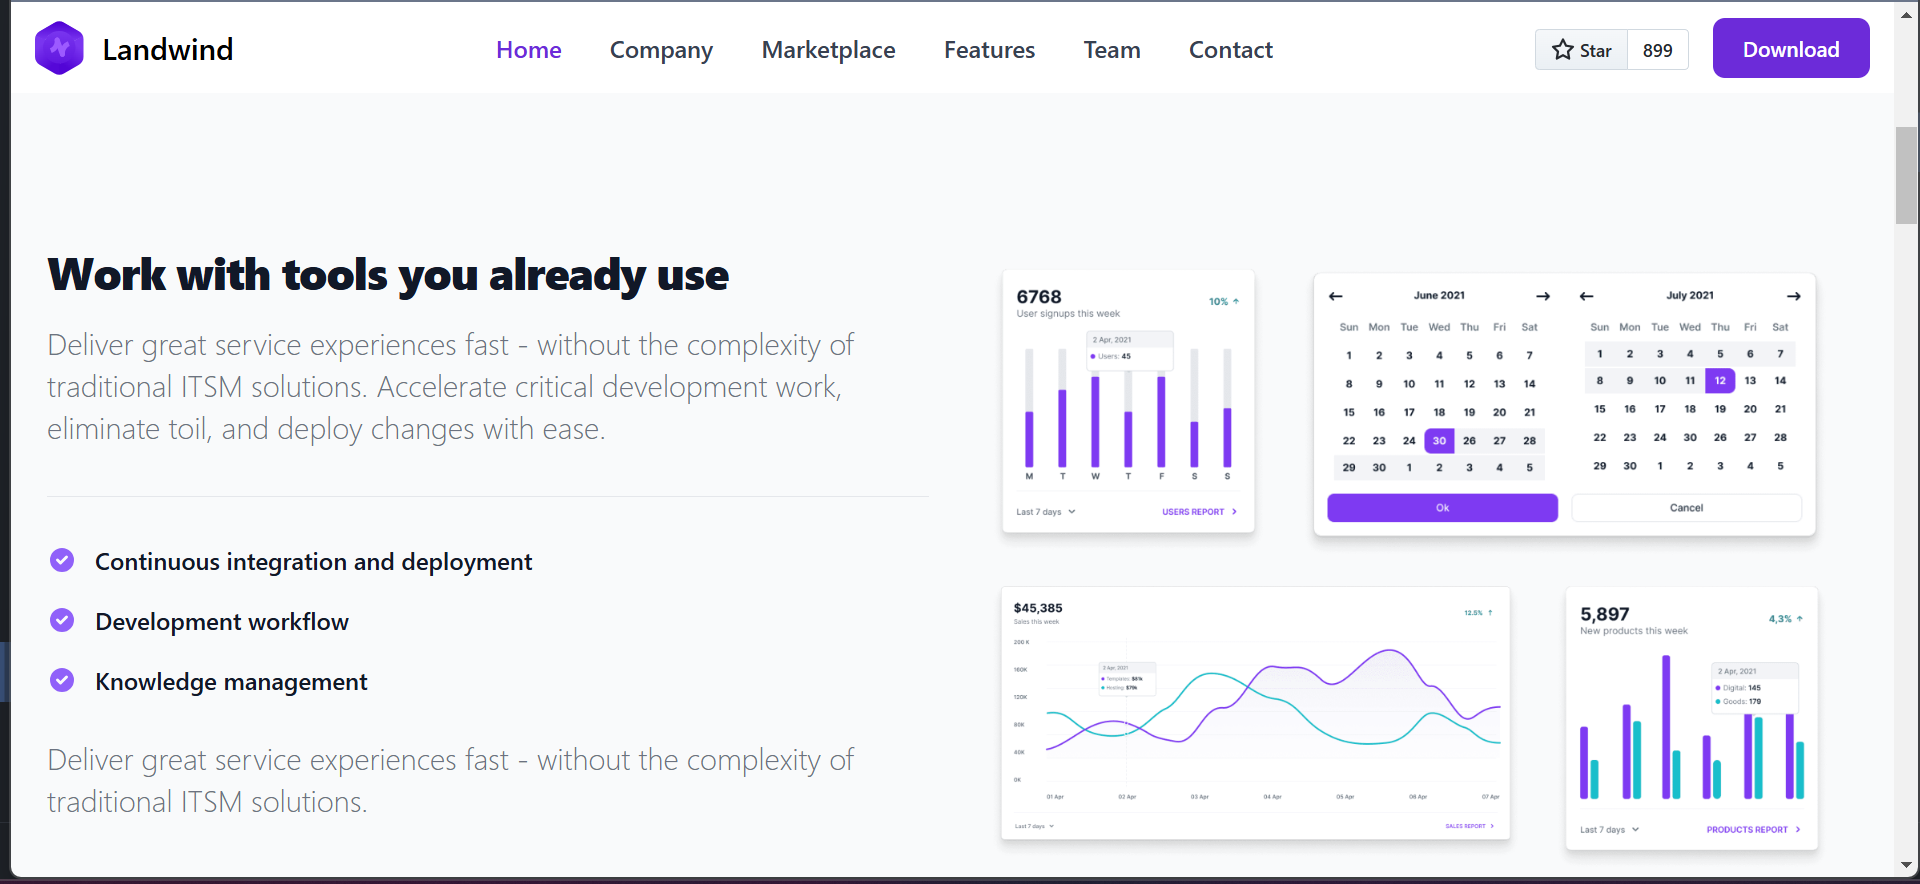 Landwind
Home Company Marketplace Features Team Contact
Star 899
Download
Work with tools you already use
Deliver great service experiences fast - without the complexity of
traditional ITSM solutions. Accelerate critical development work,
eliminate toil, and deploy changes with ease.
Continuous integration and deployment
Development workflow
Knowledge management
Deliver great service experiences fast - without the complexity of
traditional ITSM solutions.
6768
10%
User signups this week
2 Apr, 2021
Users: 45
M T W T F S S
Last 7 days
USERS REPORT
June 2021
Sun Mon Tue Wed Thu Fri Sat
1 2 3 4 5 6 7
8 9 10 11 12 13 14
15 16 17 18 19 20 21
22 23 24 30 26 27 28
29 30 1 2 3 4 5
July 2021
Sun Mon Tue Wed Thu Fri Sat
1 2 3 4 5 6 7
8 9 10 11 12 13 14
15 16 17 18 19 20 21
22 23 24 30 26 27 28
29 30 1 2 3 4 5
Ok
Cancel
$45,385
12.5%
Sales this week
200 K
160K
120K
80K
40K
0K
2 Apr, 2021
Templates: $61k
Hosting: $79k
01 Apr 02 Apr 03 Apr 04 Apr 05 Apr 06 Apr 07 Apr
Last 7 days
SALES REPORT
5,897
4,3%
New products this week
2 Apr, 2021
Digital: 145
Goods: 179
Last 7 days
PRODUCTS REPORT